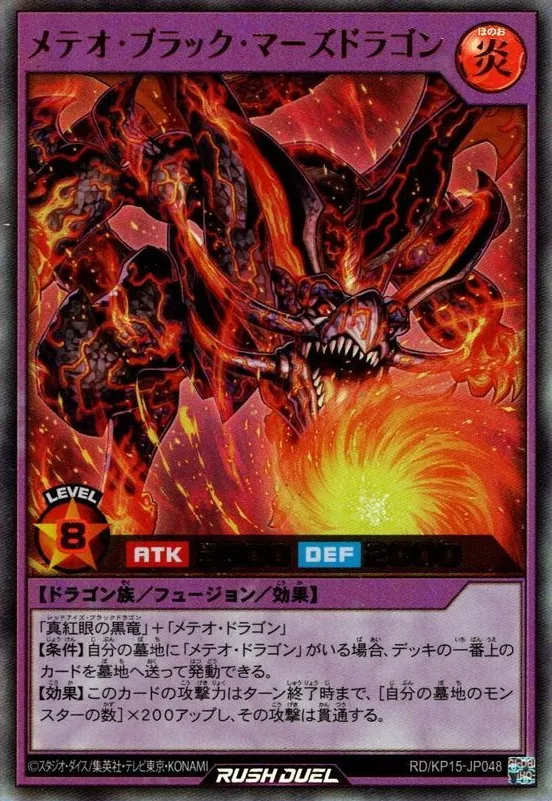 メテオ・ブラック・マーズドラゴン
ほのお
炎
LEVEL
8
ATK DEF
【ドラゴン族／フュージョン／効果】
「真紅眼の黒竜」+「メテオ・ドラゴン」
【条件】自分の墓地に「メテオ・ドラゴン」がいる場合、デッキの一番上の
カードを墓地へ送って発動できる。
【効果】このカードの攻撃力はターン終了時まで、[自分の墓地のモン
スターの数]×200アップし、その攻撃は貫通する。
©スタジオ・ダイス/集英社・テレビ東京・KONAMI
RUSH DUEL
RD/KP15-JP048